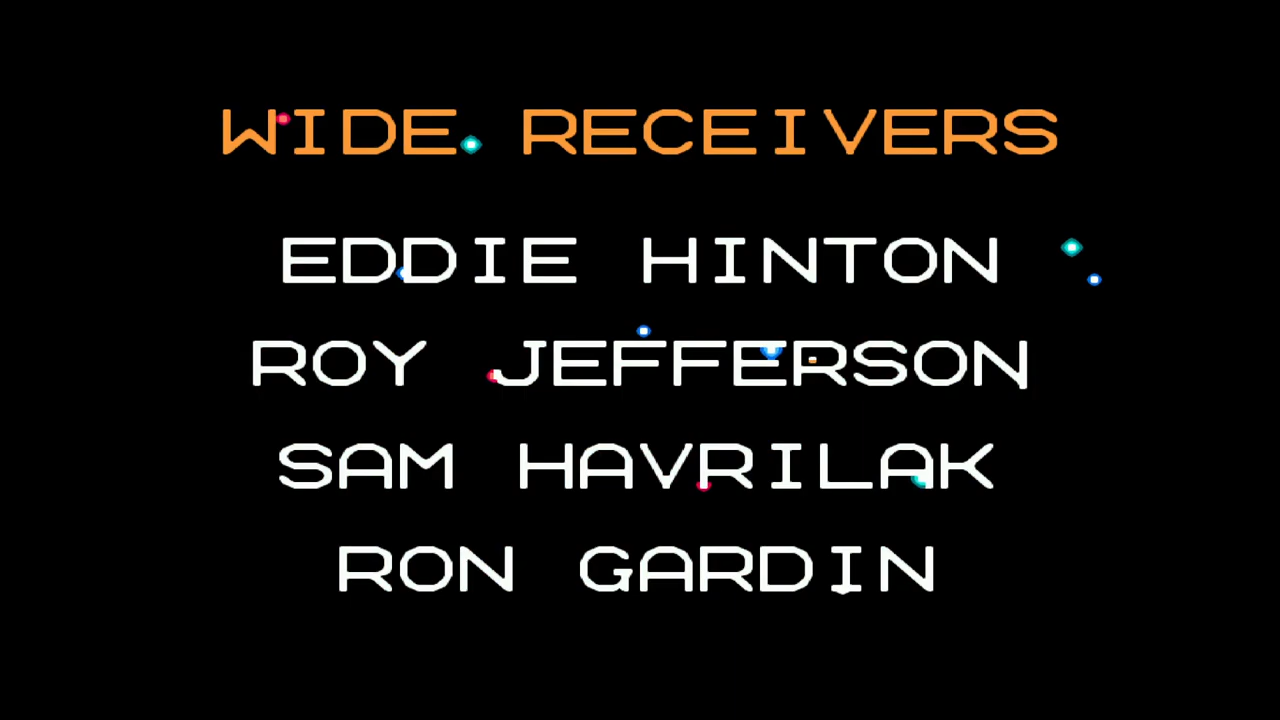 WIDE RECEIVERS
EDDIE HINTON
ROY JEFFERSON
SAM HAVRILAK
RON GARDIN